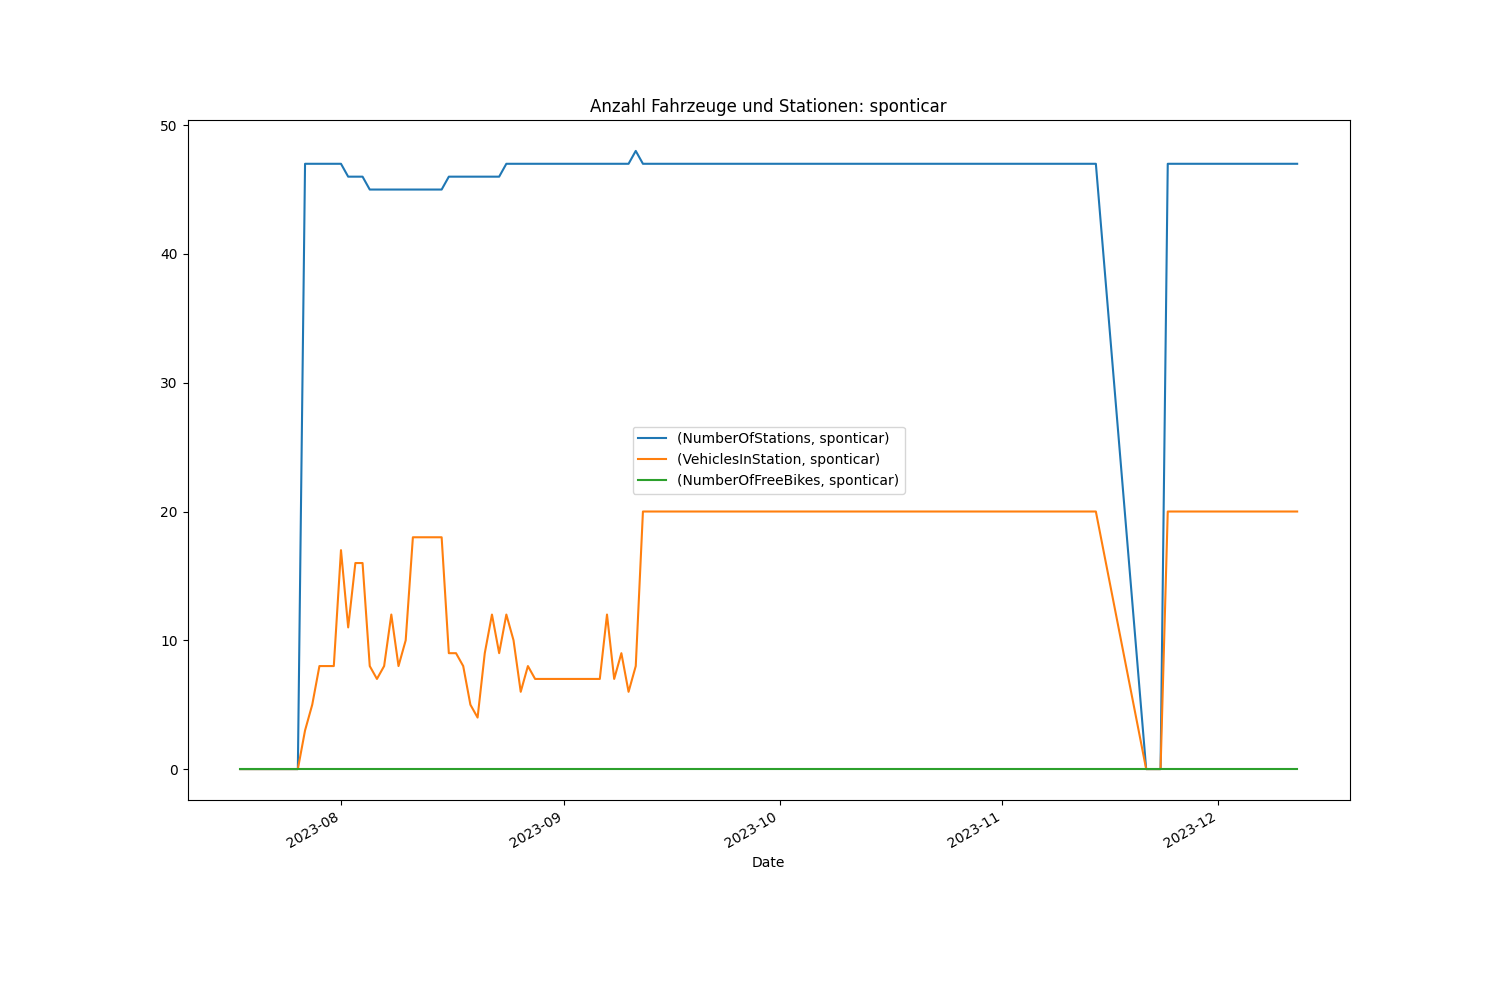 Anzahl Fahrzeuge und Stationen: sponticar
50
40
30
20
10
0
(NumberOfStations, sponticar)
(VehiclesInStation, sponticar)
(NumberOfFreeBikes, sponticar)
2023-08
2023-09
2023-10
2023-11
2023-12
Date